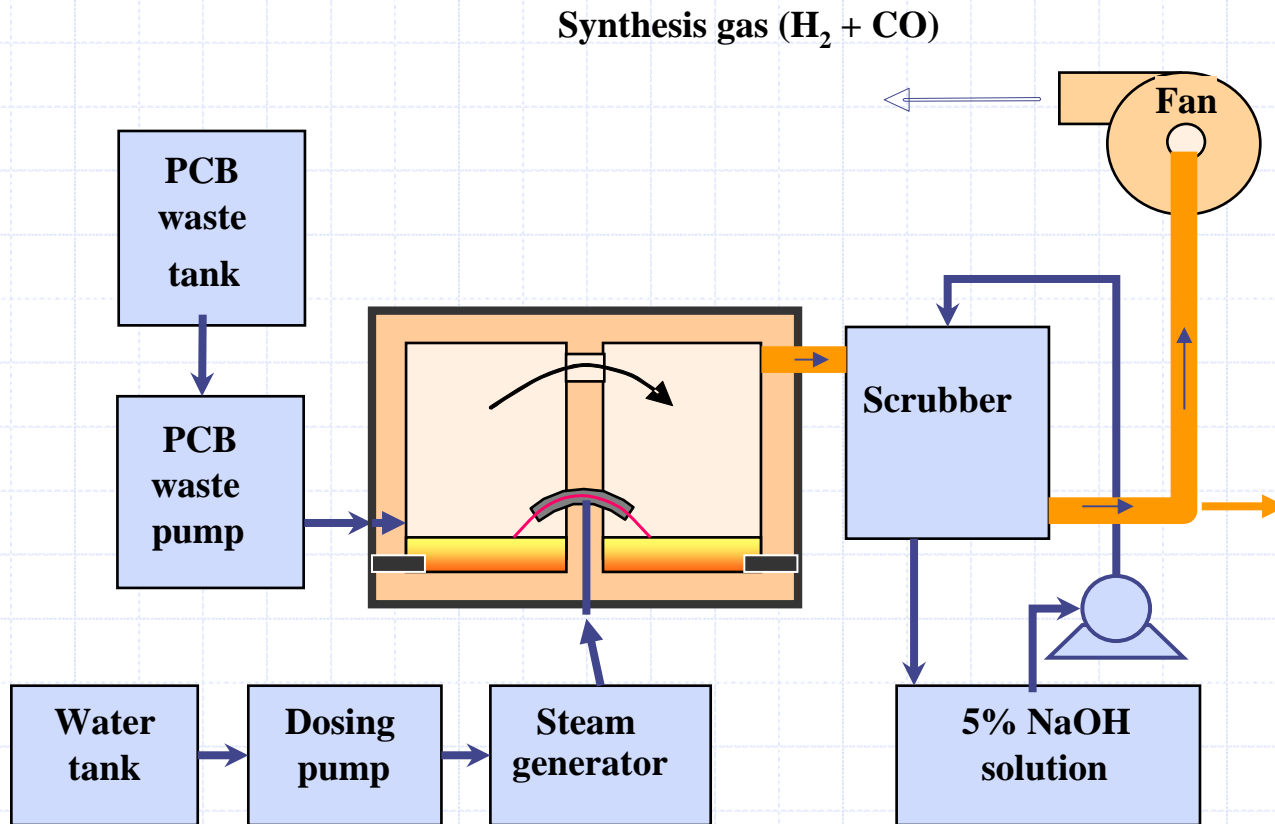 Synthesis gas (H₂ + CO)
Fan
PCB
waste
tank
PCB
waste
pump
Scrubber
Water
tank
Dosing
pump
Steam
generator
5% NaOH
solution